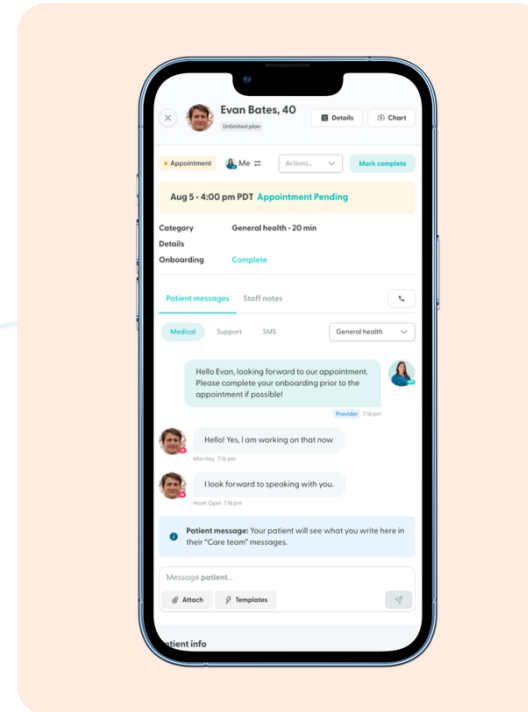 Evan Bates, 40
Unlimited plan
Details
Chart
Appointment
Me
Actions...
Mark complete
Aug 5 · 4:00 pm PDT Appointment Pending
Category General health · 20 min
Details
Onboarding Complete
Patient messages Staff notes
Medical Support SMS General health
Hello Evan, looking forward to our appointment.
Please complete your onboarding prior to the
appointment if possible!
Provider 7:16 pm
Hello! Yes, I am working on that now
Mia Hay 7:16 pm
I look forward to speaking with you.
Hank Opel 7:16 pm
Patient message: Your patient will see what you write here in
their "Care team" messages.
Message patient...
Attach Templates
atient info